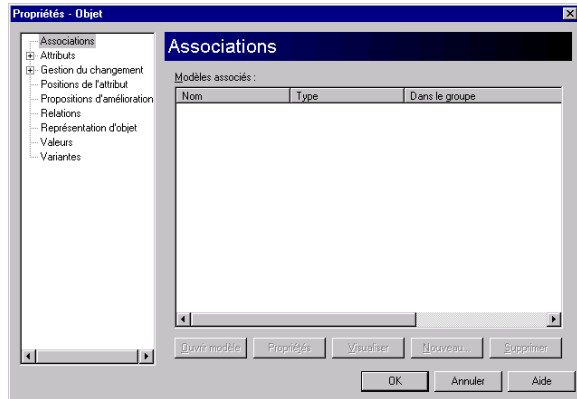 Propriétés - Objet
Associations
Attributs
Gestion du changement
Positions de l'attribut
Propositions d'amélioration
Relations
Représentation d'objet
Valeurs
Variantes
Associations
Modèles associés :
Nom Type Dans le groupe
Ouvrir modèle Propriétés Visualiser Nouveau... Supprimer
OK Annuler Aide